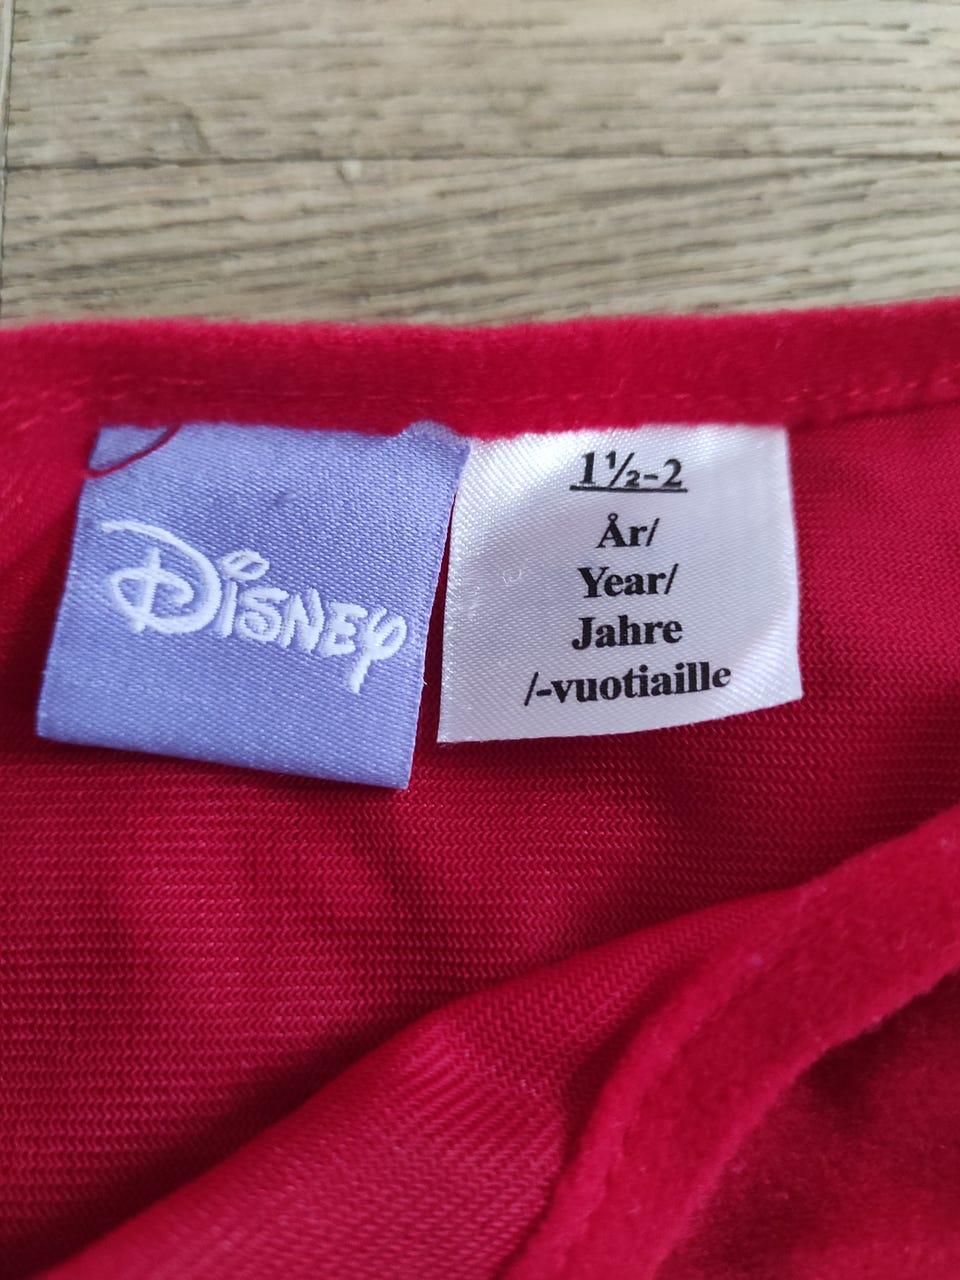 Disney
1½-2
År/
Year/
Jahre
/-vuotiaille